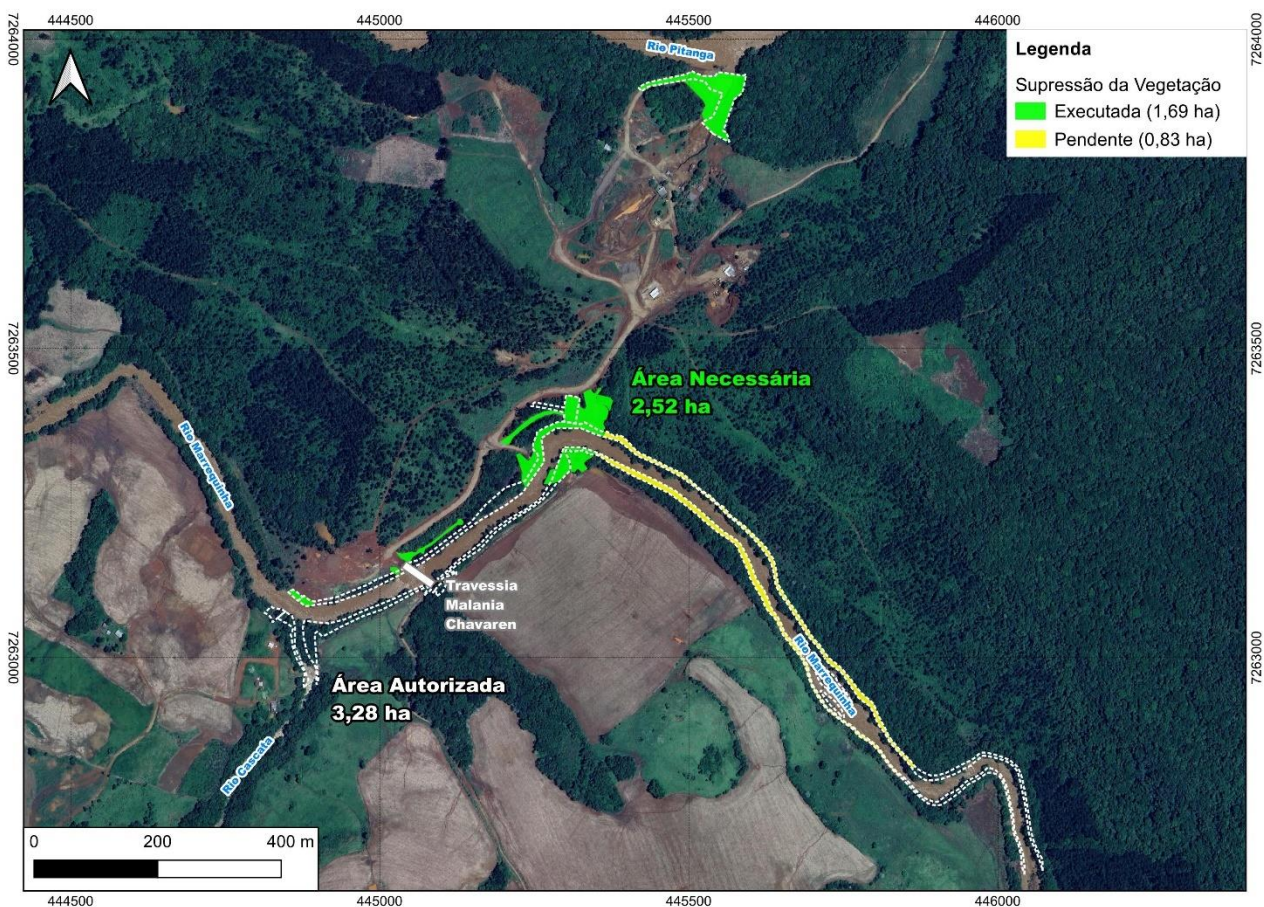 444500
445000
445500
446000
7264000
7264000
Rio Pitanga
Legenda
Supressão da Vegetação
Executada (1,69 ha)
Pendente (0,83 ha)
7263500
7263500
Área Necessária
2,52 ha
Rio Marrequinha
Travessia
Malania
Chavaren
7263000
7263000
Rio Marrequinha
Área Autorizada
3,28 ha
Rio Cascata
0
200
400 m
444500
445000
445500
446000